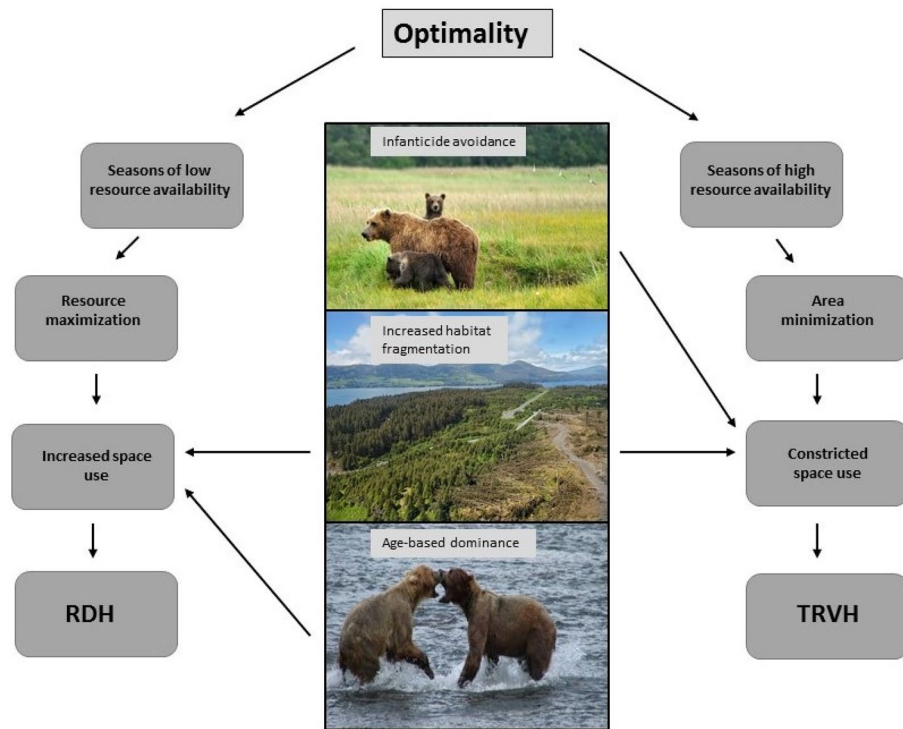 Optimality
Infanticide avoidance
Seasons of low
resource availability
Seasons of high
resource availability
Resource
maximization
Increased habitat
fragmentation
Area
minimization
Increased space
use
Constricted
space use
Age-based dominance
RDH
TRVH